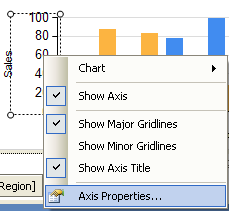 100
80
60
40
2
Sales
Chart
Show Axis
Show Major Gridlines
Show Minor Gridlines
Show Axis Title
Region]
Axis Properties...